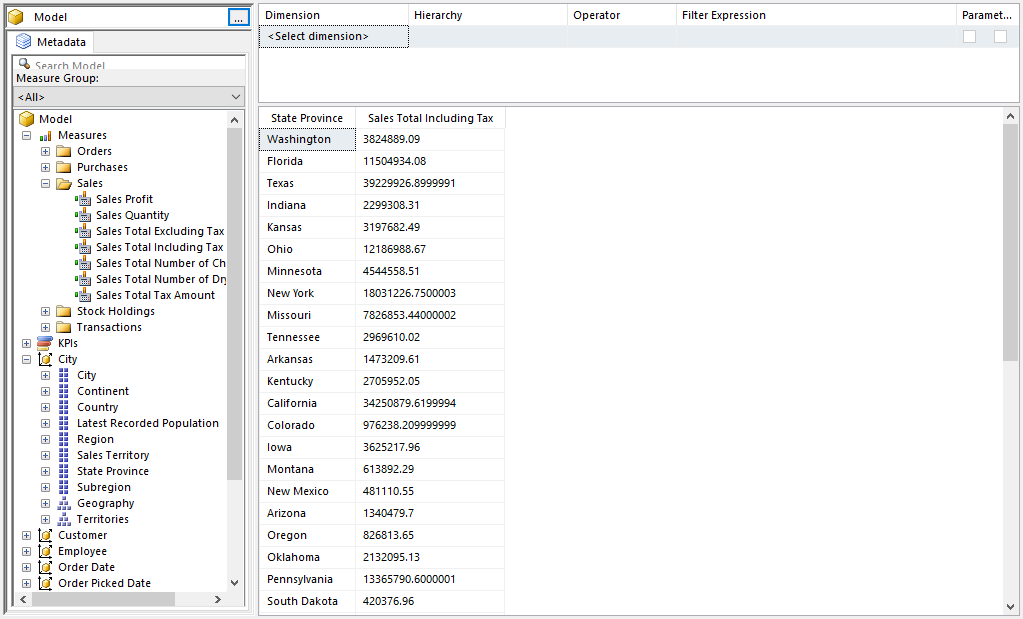 Model
...
Metadata
Search Model
Measure Group:
<All>
Model
Measures
Orders
Purchases
Sales
Sales Profit
Sales Quantity
Sales Total Excluding Tax
Sales Total Including Tax
Sales Total Number of Ch
Sales Total Number of Dry
Sales Total Tax Amount
Stock Holdings
Transactions
KPIs
City
City
Continent
Country
Latest Recorded Population
Region
Sales Territory
State Province
Subregion
Geography
Territories
Customer
Employee
Order Date
Order Picked Date
Dimension Hierarchy Operator Filter Expression Paramet...
<Select dimension>
State Province Sales Total Including Tax
Washington 3824889.09
Florida 11504934.08
Texas 39229926.8999991
Indiana 2299308.31
Kansas 3197682.49
Ohio 12186988.67
Minnesota 4544558.51
New York 18031226.7500003
Missouri 7826853.44000002
Tennessee 2969610.02
Arkansas 1473209.61
Kentucky 2705952.05
California 34250879.6199994
Colorado 976238.209999999
Iowa 3625217.96
Montana 613892.29
New Mexico 481110.55
Arizona 1340479.7
Oregon 826813.65
Oklahoma 2132095.13
Pennsylvania 13365790.6000001
South Dakota 420376.96